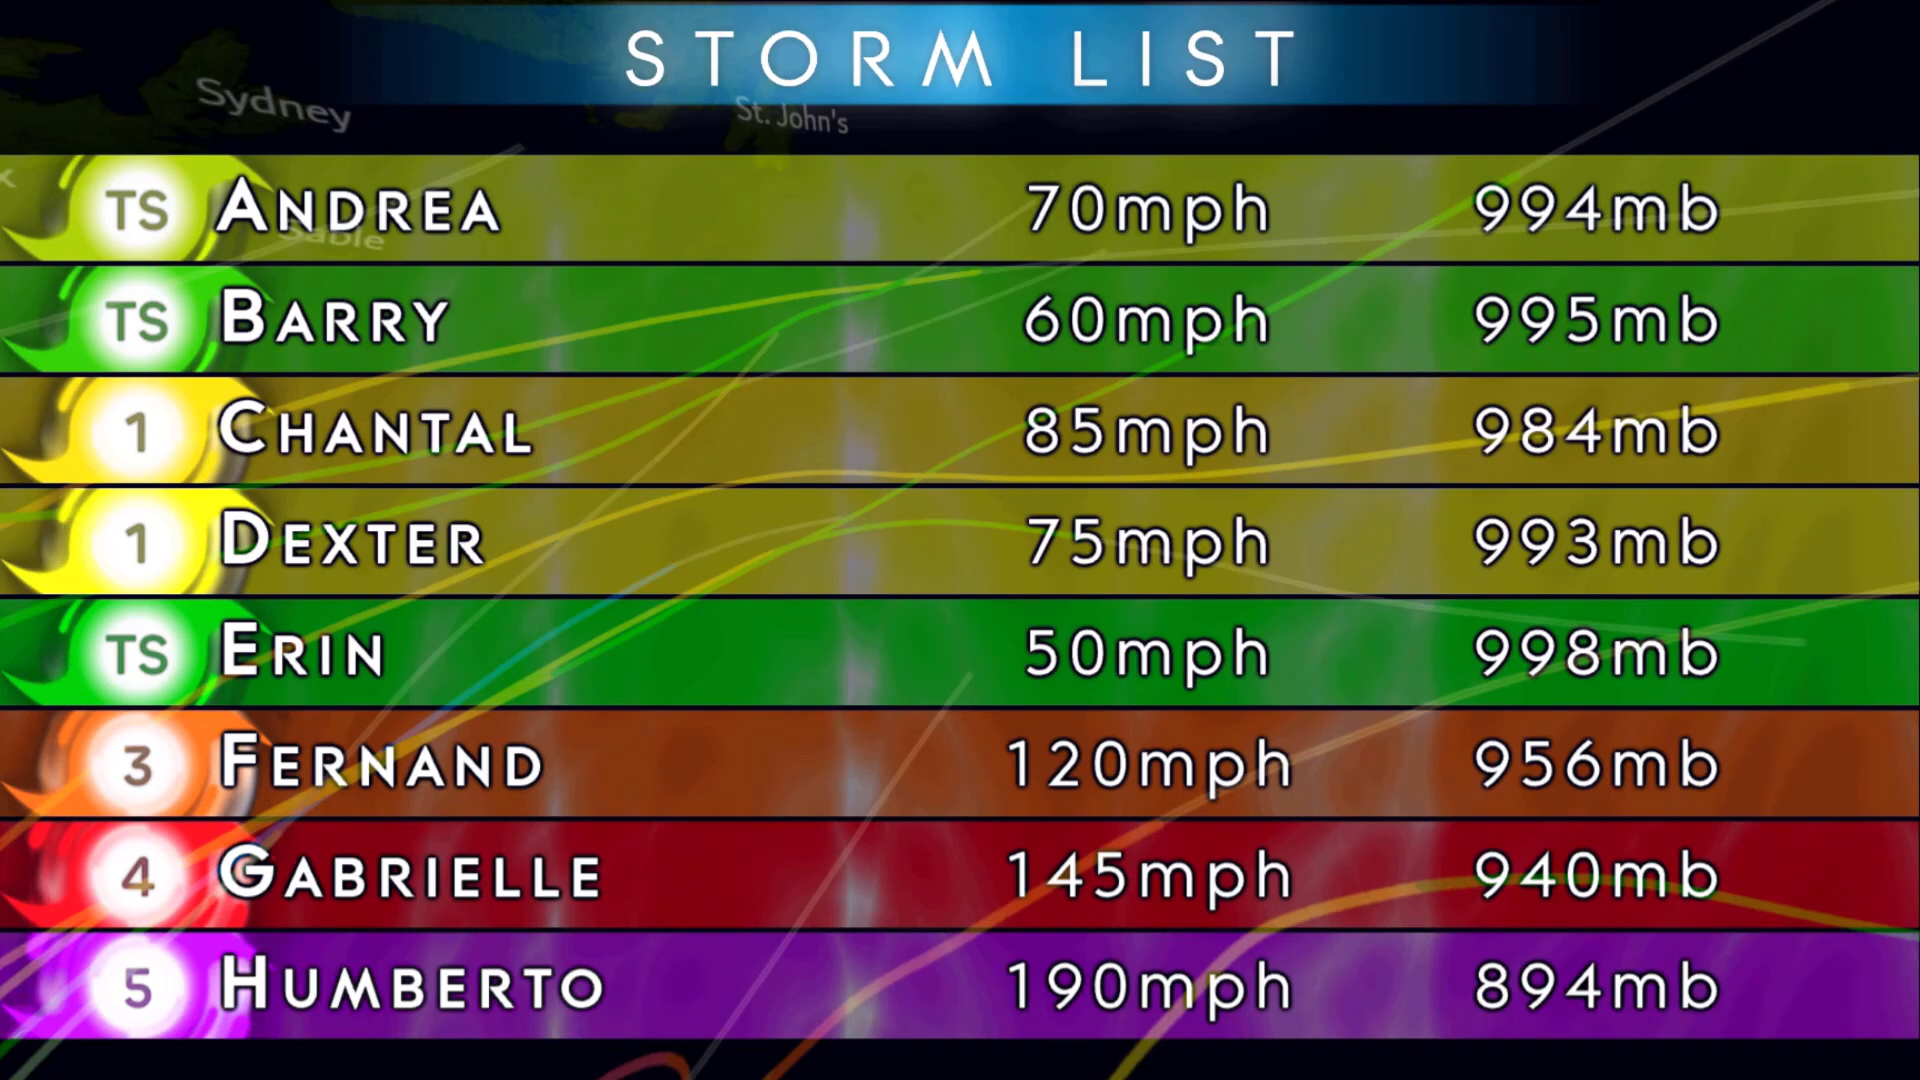 STORM LIST
Sydney
St. John's
x
TS ANDREA 70mph 994mb
Sable
TS BARRY 60mph 995mb
1 CHANTAL 85mph 984mb
1 DEXTER 75mph 993mb
TS ERIN 50mph 998mb
3 FERNAND 120mph 956mb
4 GABRIELLE 145mph 940mb
5 HUMBERTO 190mph 894mb